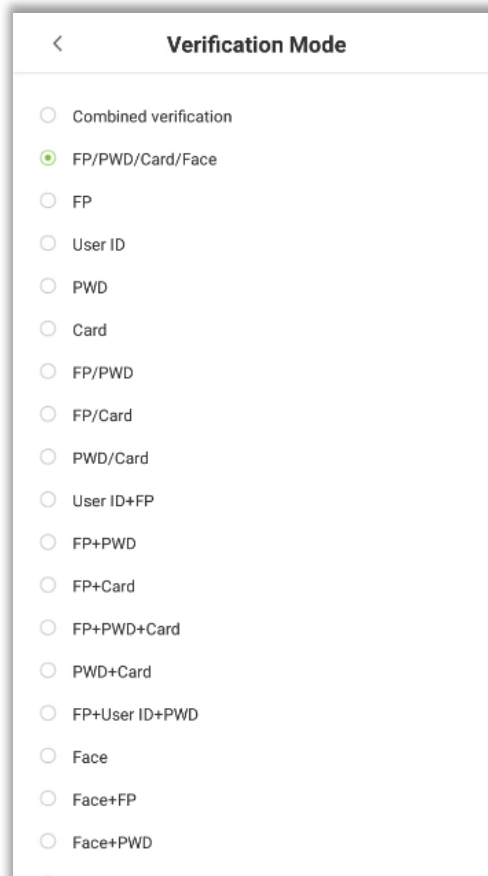 Verification Mode
Combined verification
FP/PWD/Card/Face
FP
User ID
PWD
Card
FP/PWD
FP/Card
PWD/Card
User ID+FP
FP+PWD
FP+Card
FP+PWD+Card
PWD+Card
FP+User ID+PWD
Face
Face+FP
Face+PWD